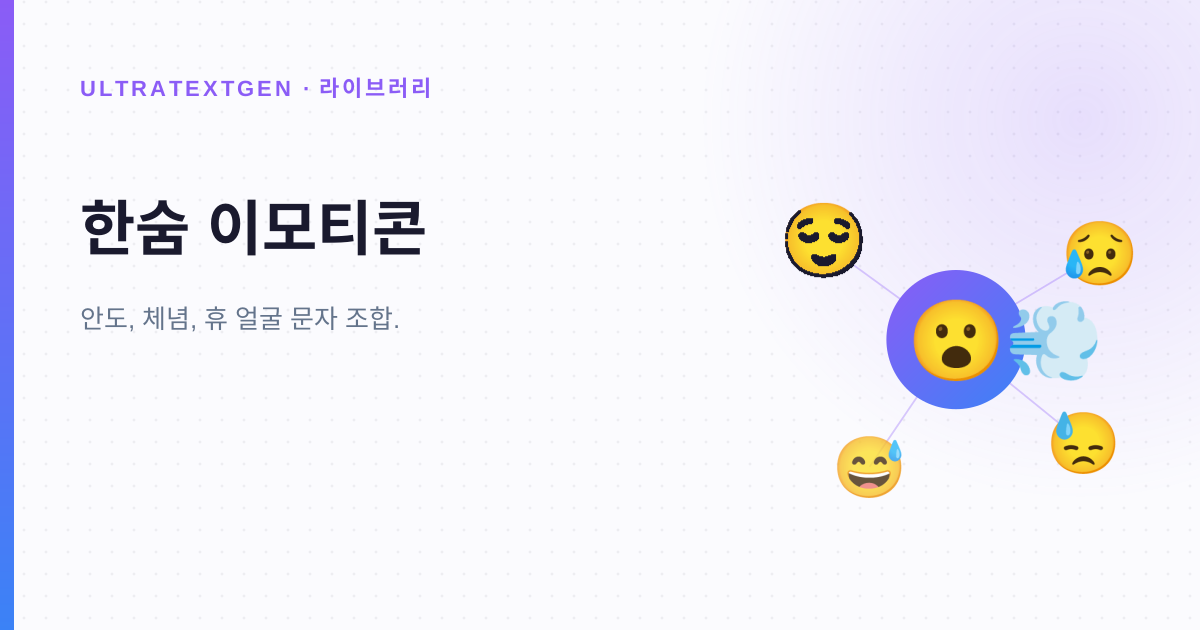 ULTRATEXTGEN · 라이브러리
한숨 이모티콘
안도, 체념, 휴 얼굴 문자 조합.